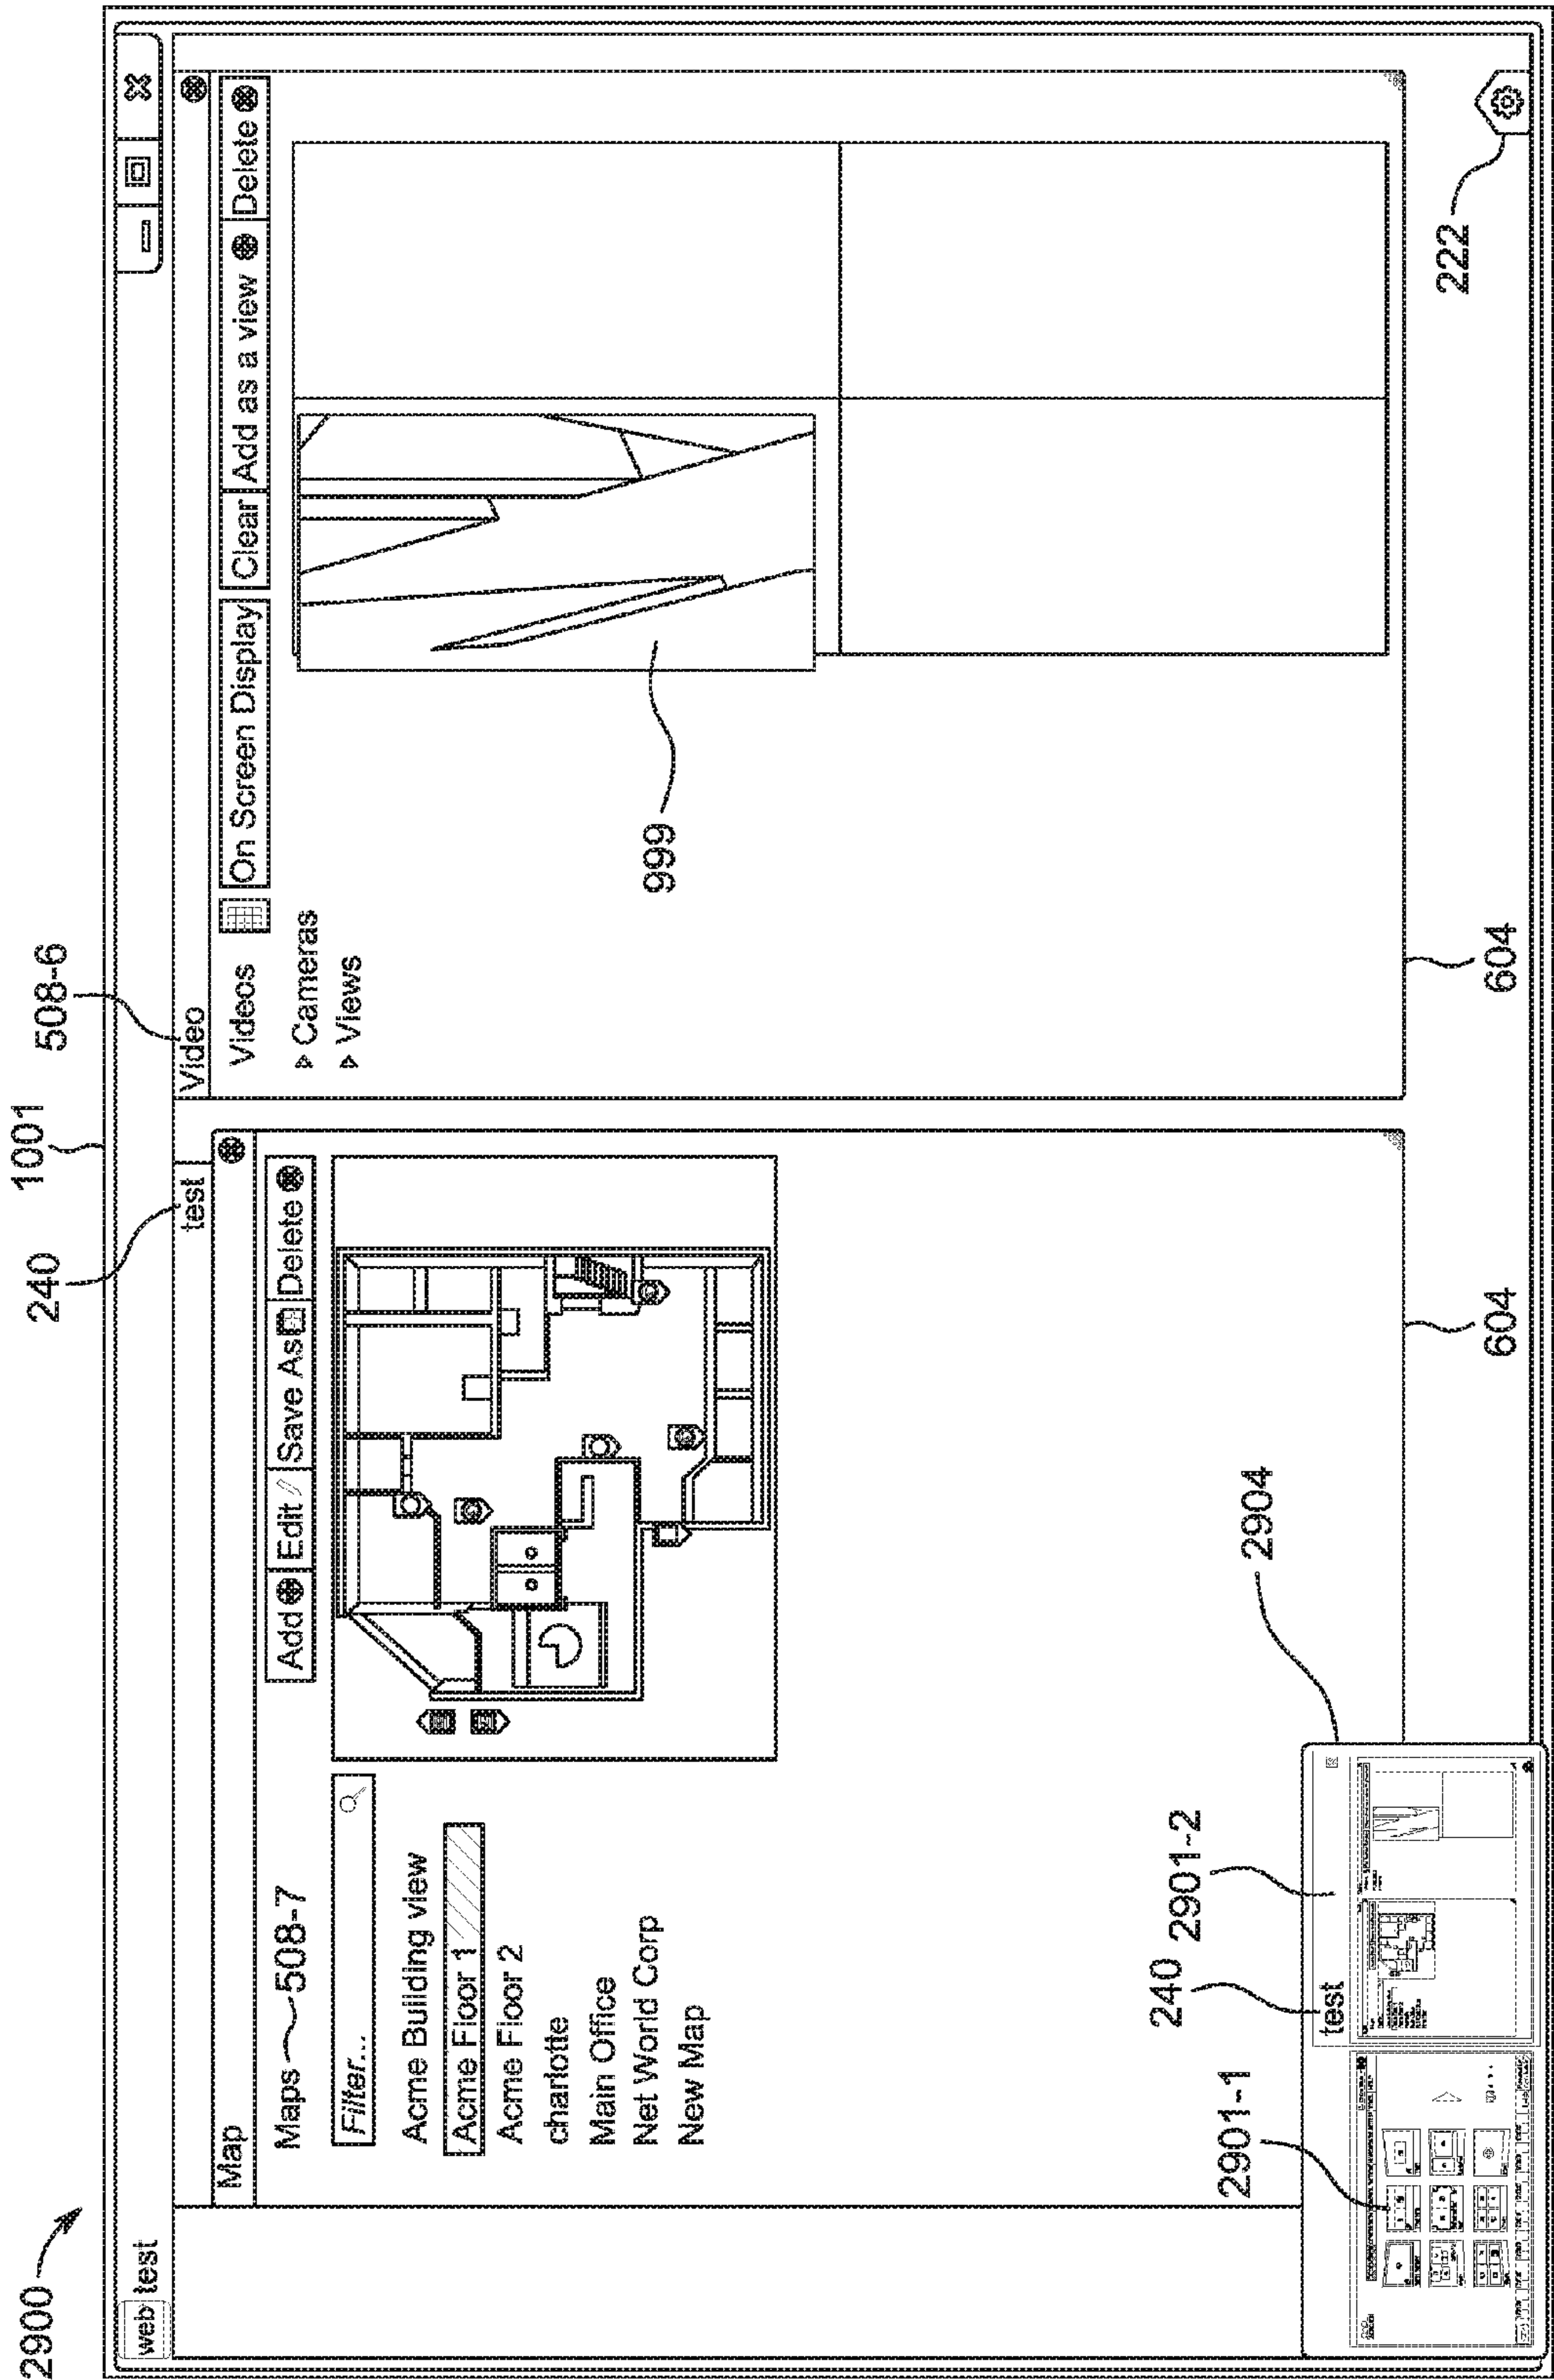 2900
240
1001
508-6
web test
test
Map
Maps 508-7
Add Edit Save As Delete
Filter...
Acme Building view
Acme Floor 1
Acme Floor 2
charlotte
Main Office
Net World Corp
New Map
Video
Videos On Screen Display Clear Add as a view Delete
Cameras
Views
999
2901-1
240
2901-2
2904
test
604
604
222